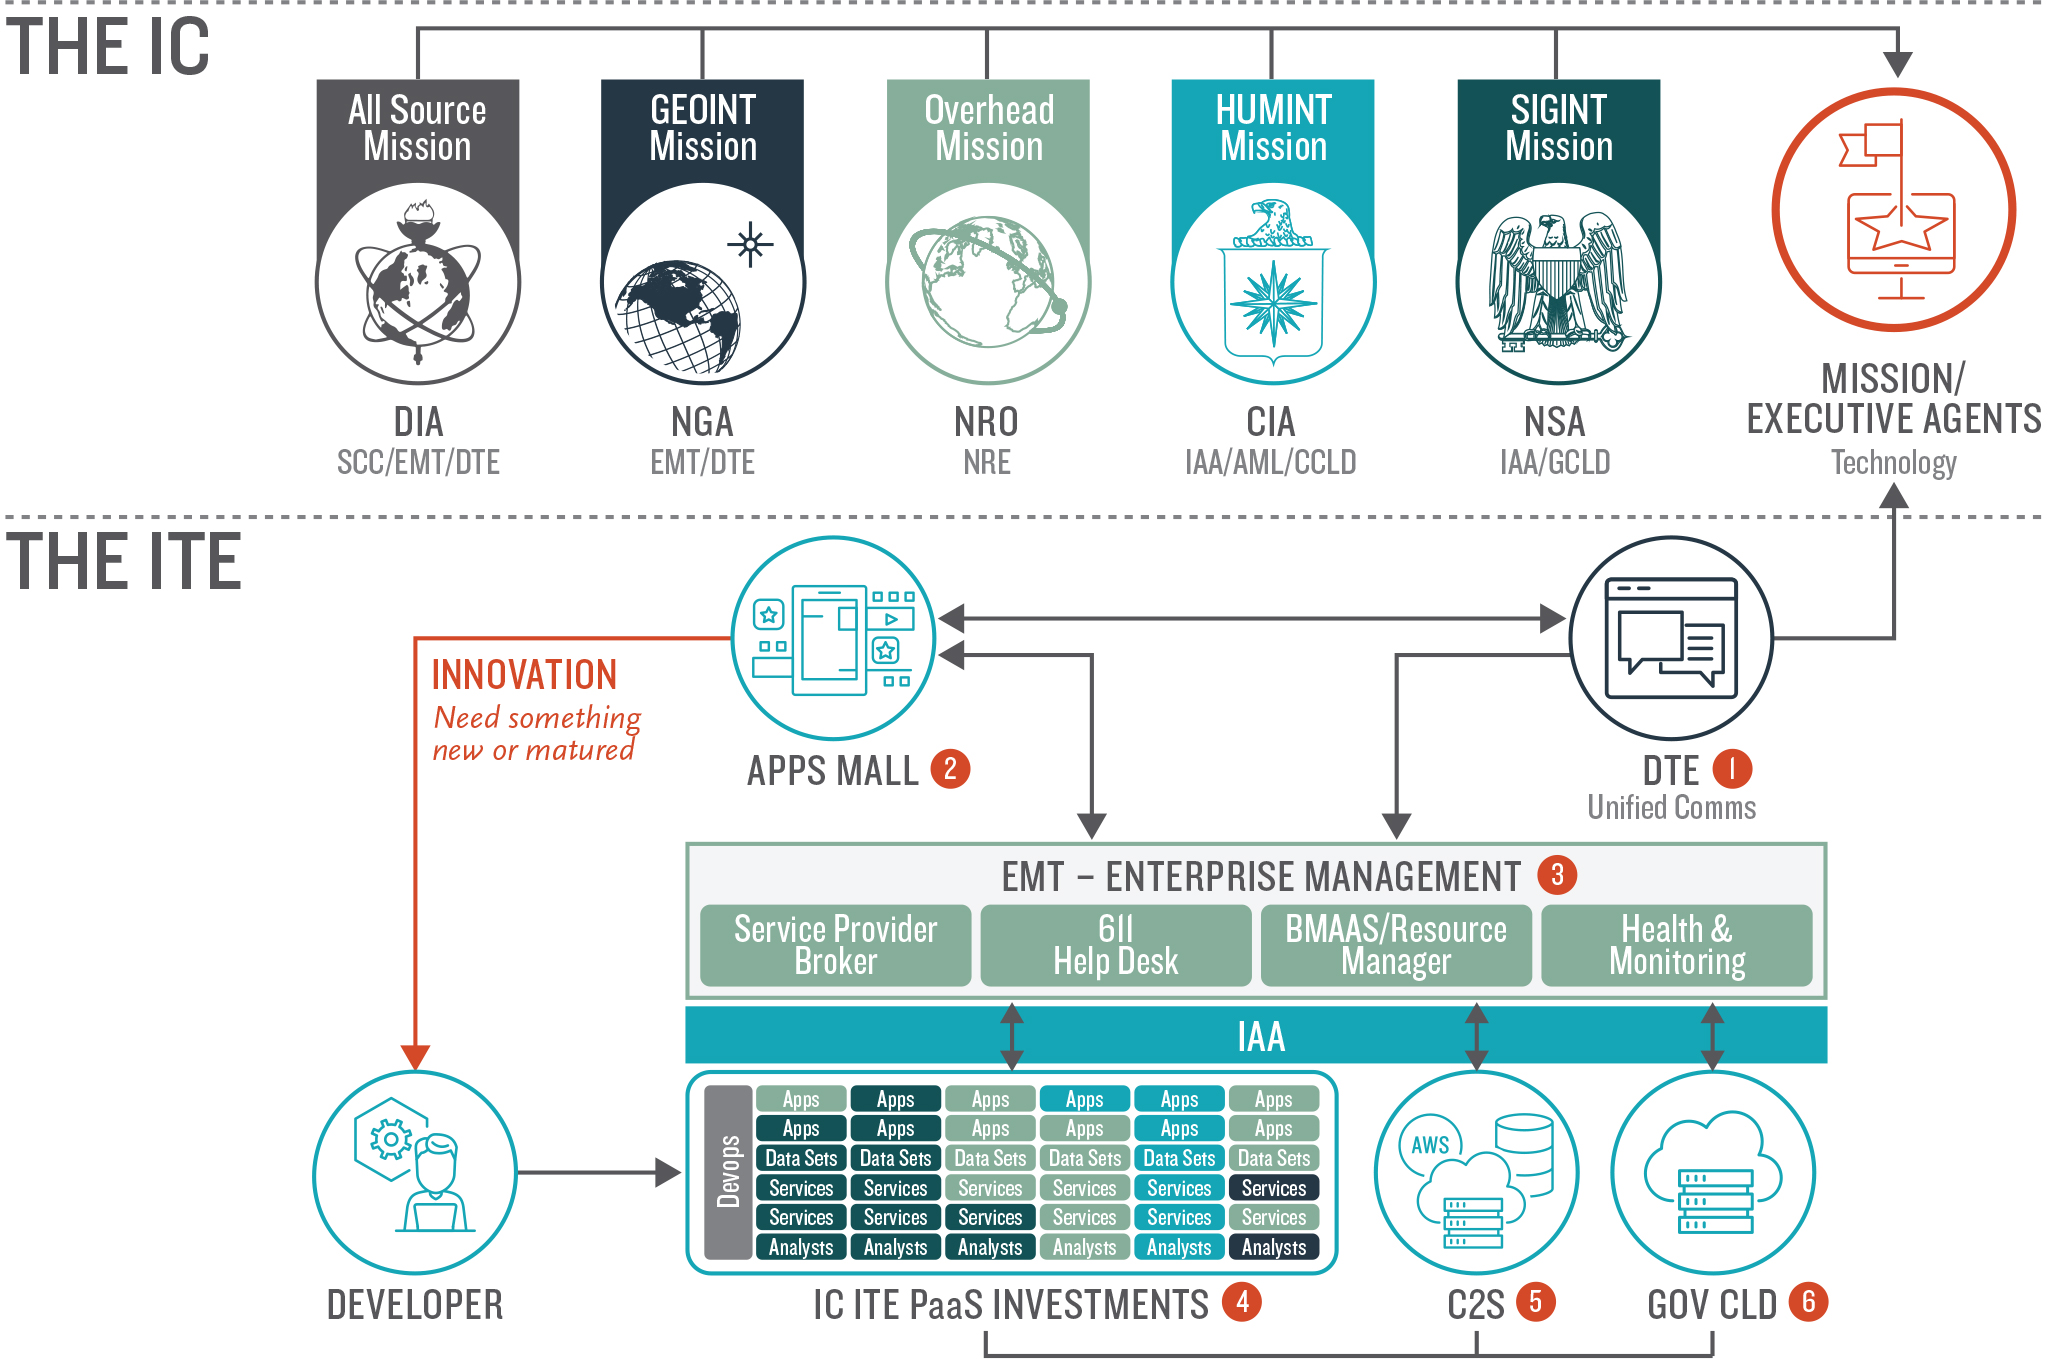 THE IC
All Source
Mission
GEOINT
Mission
Overhead
Mission
HUMINT
Mission
SIGINT
Mission
DIA
SCC/EMT/DTE
NGA
EMT/DTE
NRO
NRE
CIA
IAA/AML/CCLD
NSA
IAA/GCLD
MISSION/
EXECUTIVE AGENTS
Technology
THE ITE
INNOVATION
Need something
new or matured
APPS MALL 2
DTE 1
Unified Comms
EMT – ENTERPRISE MANAGEMENT 3
Service Provider
Broker
611
Help Desk
BMAAS/Resource
Manager
Health &
Monitoring
IAA
Devops
Apps Apps Apps Apps Apps Apps
Apps Apps Apps Apps Apps Apps
Data Sets Data Sets Data Sets Data Sets Data Sets Data Sets
Services Services Services Services Services Services
Services Services Services Services Services Services
Analysts Analysts Analysts Analysts Analysts Analysts
AWS
DEVELOPER
IC ITE PaaS INVESTMENTS 4
C2S 5
GOV CLD 6